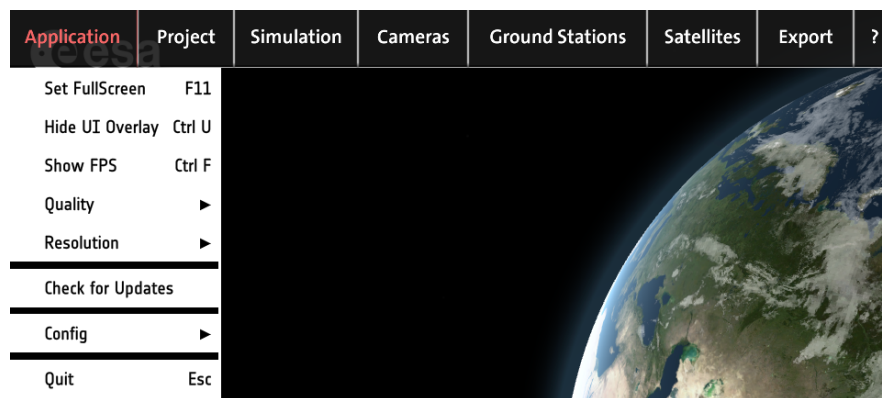 Application Project Simulation Cameras Ground Stations Satellites Export ?
esa
Set FullScreen F11
Hide UI Overlay Ctrl U
Show FPS Ctrl F
Quality ▶
Resolution ▶
Check for Updates
Config ▶
Quit Esc